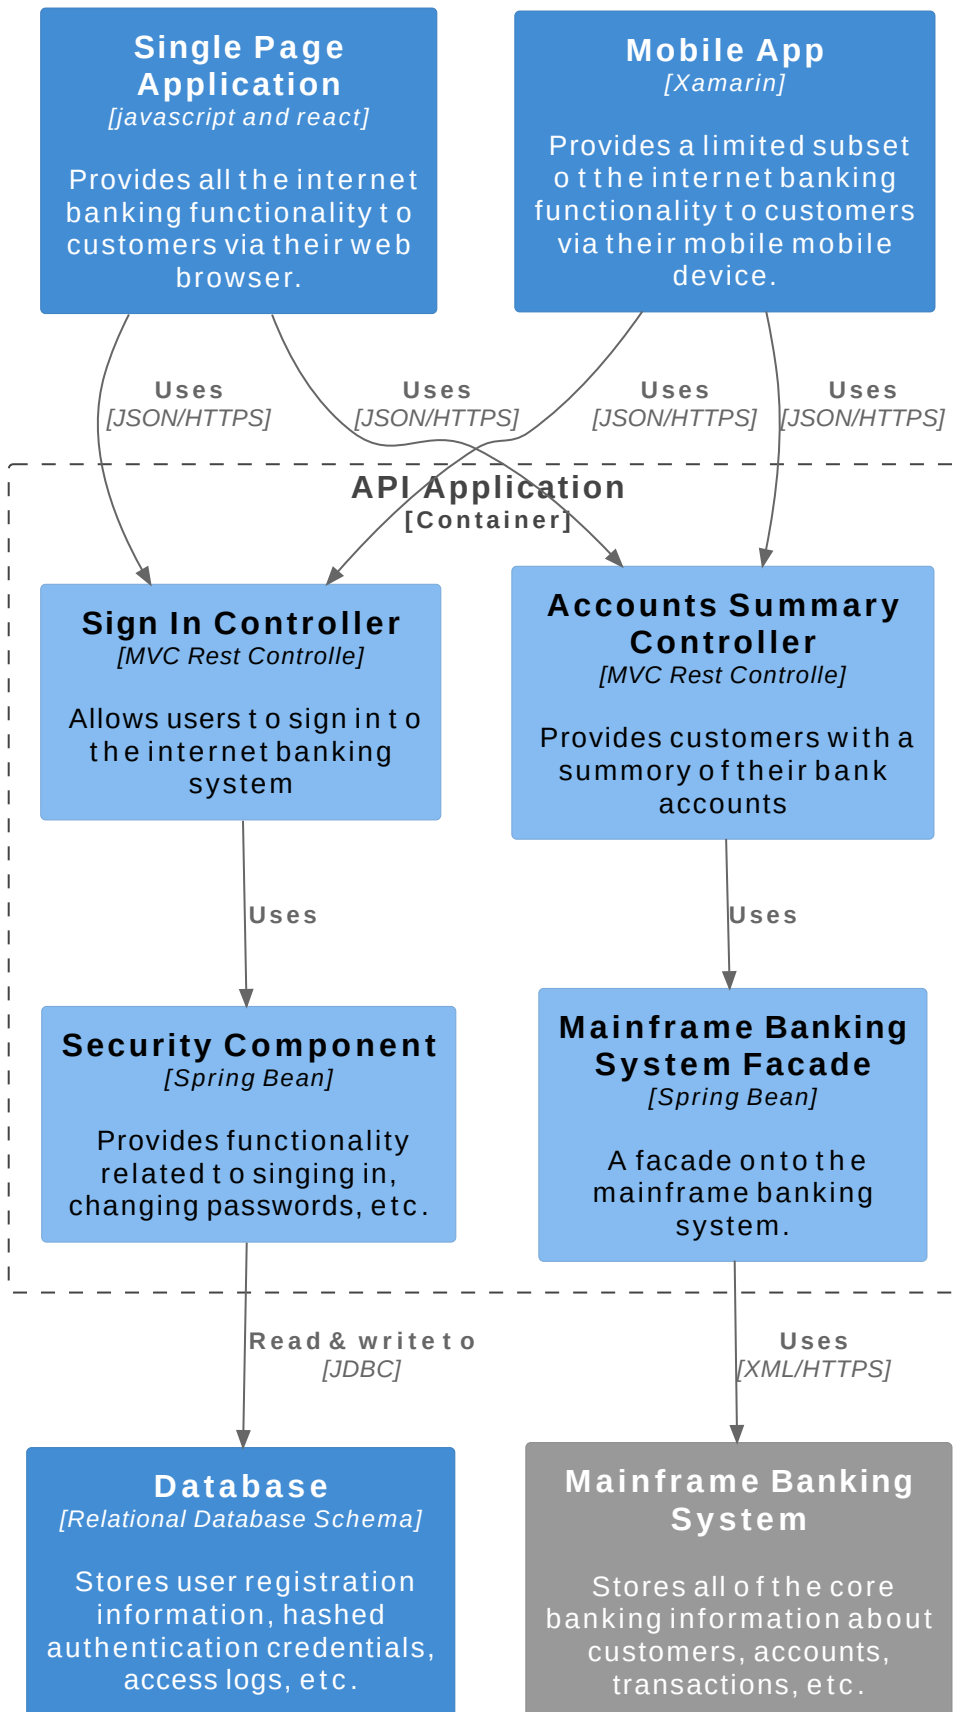 Single Page
Application
[javascript and react]
Provides all the internet
banking functionality to
customers via their web
browser.
Mobile App
[Xamarin]
Provides a limited subset
ot the internet banking
functionality to customers
via their mobile mobile
device.
Uses
[JSON/HTTPS]
Uses
[JSON/HTTPS]
Uses
[JSON/HTTPS]
Uses
[JSON/HTTPS]
API Application
[Container]
Sign In Controller
[MVC Rest Controlle]
Allows users to sign in to
the internet banking
system
Accounts Summary
Controller
[MVC Rest Controlle]
Provides customers with a
summory of their bank
accounts
Uses
Uses
Security Component
[Spring Bean]
Provides functionality
related to singing in,
changing passwords, etc.
Mainframe Banking
System Facade
[Spring Bean]
A facade onto the
mainframe banking
system.
Read & write to
[JDBC]
Uses
[XML/HTTPS]
Database
[Relational Database Schema]
Stores user registration
information, hashed
authentication credentials,
access logs, etc.
Mainframe Banking
System
Stores all of the core
banking information about
customers, accounts,
transactions, etc.